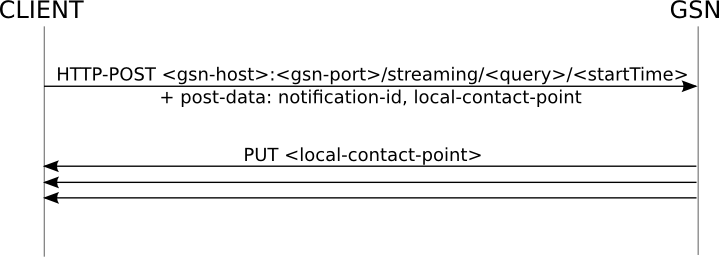 CLIENT
GSN
HTTP-POST <gsn-host>:<gsn-port>/streaming/<query>/<startTime>
+ post-data: notification-id, local-contact-point
PUT <local-contact-point>